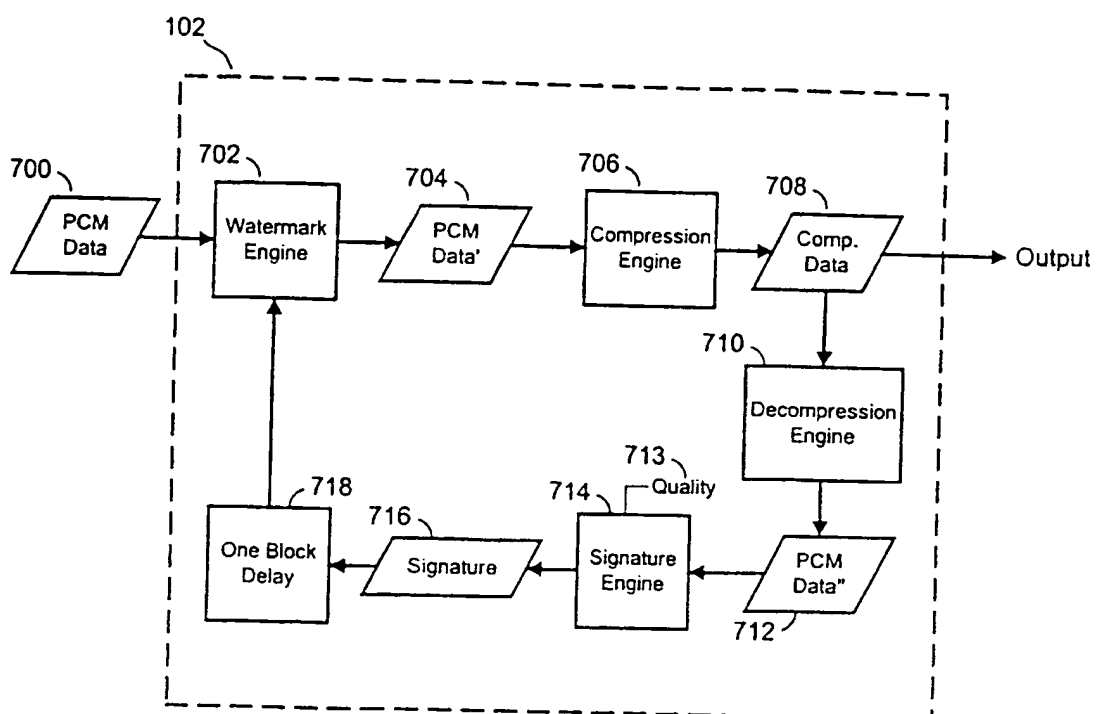 102
700
PCM
Data
702
Watermark
Engine
704
PCM
Data'
706
Compression
Engine
708
Comp.
Data
Output
710
Decompression
Engine
713
Quality
714
Signature
Engine
PCM
Data"
712
716
Signature
718
One Block
Delay